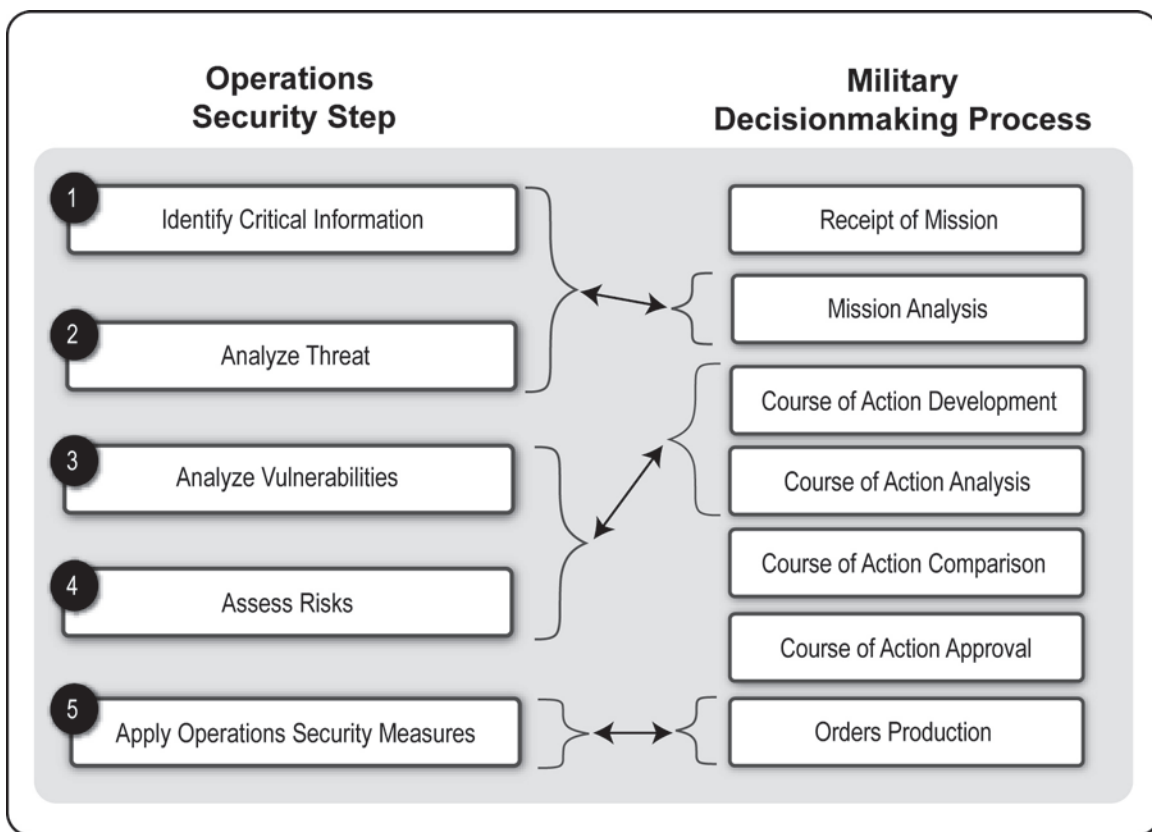 Operations
Security Step
Military
Decisionmaking Process
1
Identify Critical Information
2
Analyze Threat
3
Analyze Vulnerabilities
4
Assess Risks
5
Apply Operations Security Measures
Receipt of Mission
Mission Analysis
Course of Action Development
Course of Action Analysis
Course of Action Comparison
Course of Action Approval
Orders Production